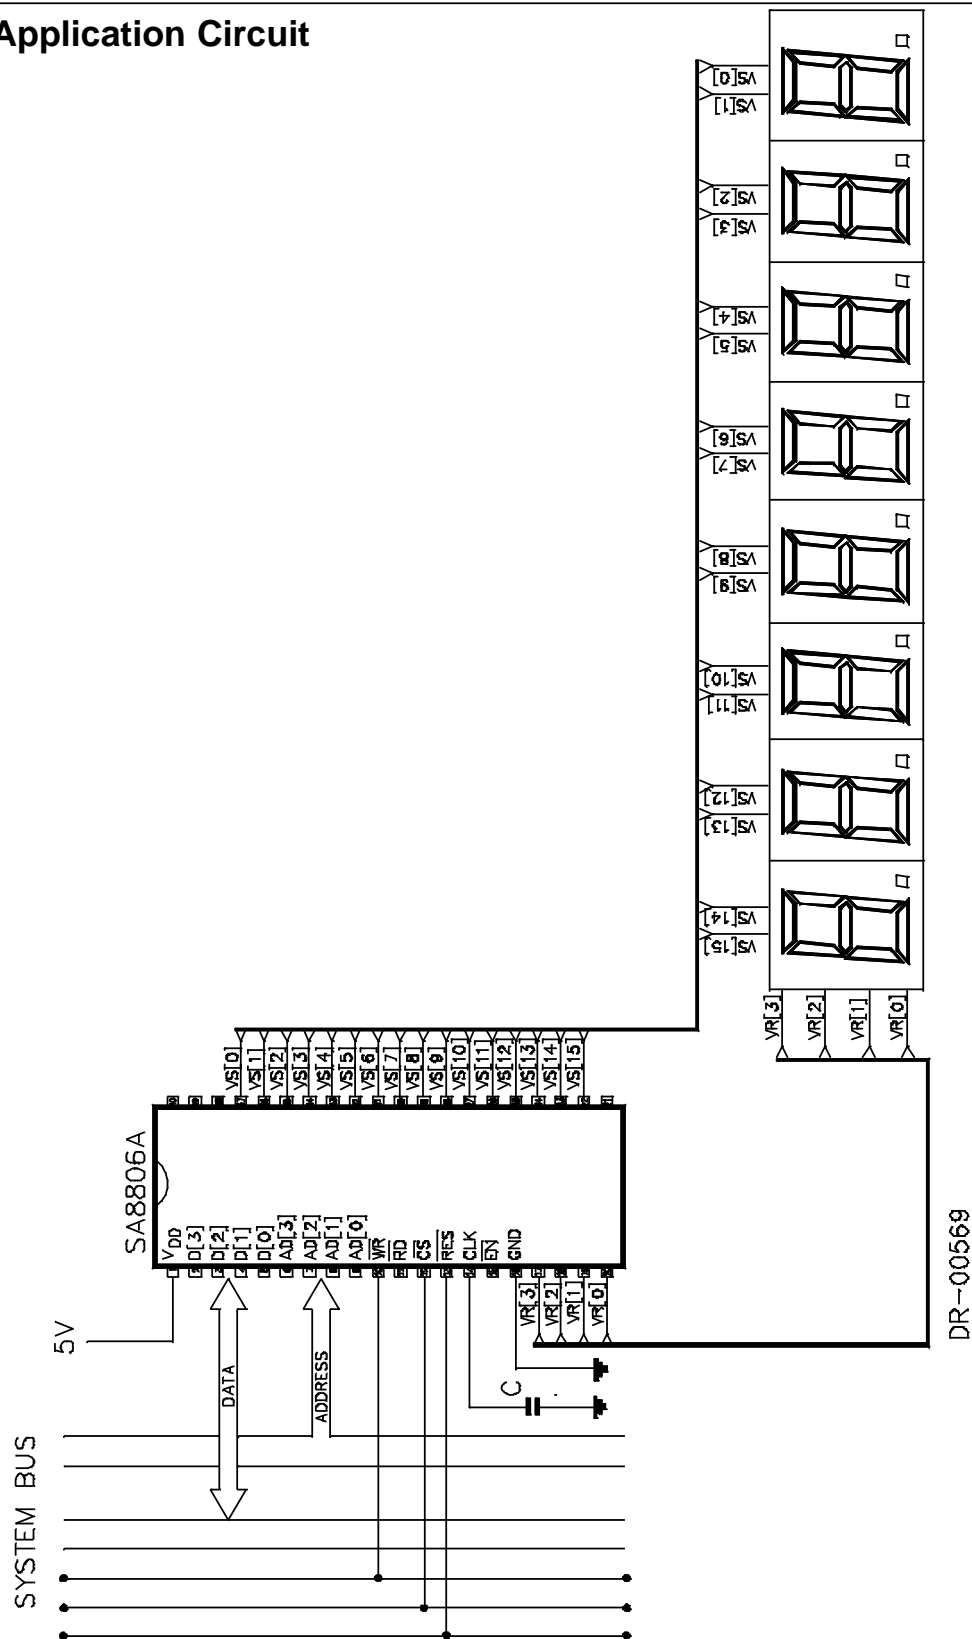 Application Circuit
VS[0]
VS[1]
VS[2]
VS[3]
VS[4]
VS[5]
VS[6]
VS[7]
VS[8]
VS[9]
VS[10]
VS[11]
VS[12]
VS[13]
VS[14]
VS[15]
VR[3]
VR[2]
VR[1]
VR[0]
VS[0]
VS[1]
VS[2]
VS[3]
VS[4]
VS[5]
VS[6]
VS[7]
VS[8]
VS[9]
VS[10]
VS[11]
VS[12]
VS[13]
VS[14]
VS[15]
SA8806A
VDD
D[3]
D[2]
D[1]
D[0]
AD[3]
AD[2]
AD[1]
AD[0]
WR
RD
CS
RES
CLK
EN
GND
VR[3]
VR[2]
VR[1]
VR[0]
5V
DATA
ADDRESS
C
SYSTEM BUS
DR-00569